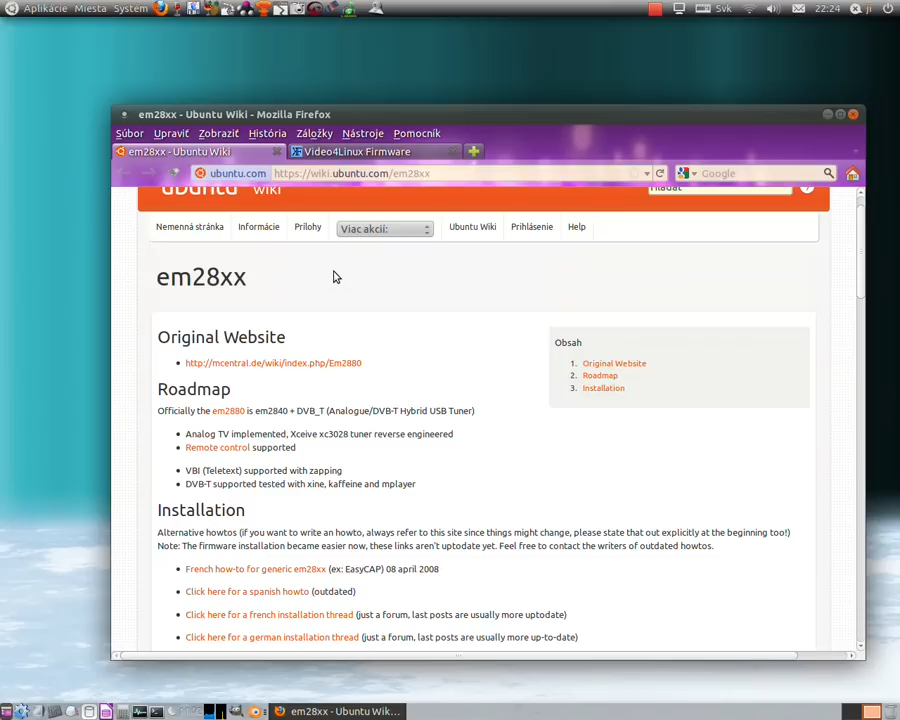 Aplikácie Miesta Systém Svk 22:24 ji
em28xx - Ubuntu Wiki - Mozilla Firefox
Súbor Upraviť Zobraziť História Záložky Nástroje Pomocník
em28xx - Ubuntu Wiki Video4Linux Firmware
ubuntu.com https://wiki.ubuntu.com/em28xx Google
ubuntu wiki Hľadať
Nemenná stránka Informácie Prílohy Viac akcií: Ubuntu Wiki Prihlásenie Help
em28xx
Original Website
http://mcentral.de/wiki/index.php/Em2880
Obsah
1. Original Website
2. Roadmap
3. Installation
Roadmap
Officially the em2880 is em2840 + DVB_T (Analogue/DVB-T Hybrid USB Tuner)
Analog TV implemented, Xceive xc3028 tuner reverse engineered
Remote control supported
VBI (Teletext) supported with zapping
DVB-T supported tested with xine, kaffeine and mplayer
Installation
Alternative howtos (if you want to write an howto, always refer to this site since things might change, please state that out explicitly at the beginning too!)
Note: The firmware installation became easier now, these links aren't uptodate yet. Feel free to contact the writers of outdated howtos.
French how-to for generic em28xx (ex: EasyCAP) 08 april 2008
Click here for a spanish howto (outdated)
Click here for a french installation thread (just a forum, last posts are usually more uptodate)
Click here for a german installation thread (just a forum, last posts are usually more up-to-date)
em28xx - Ubuntu Wik...